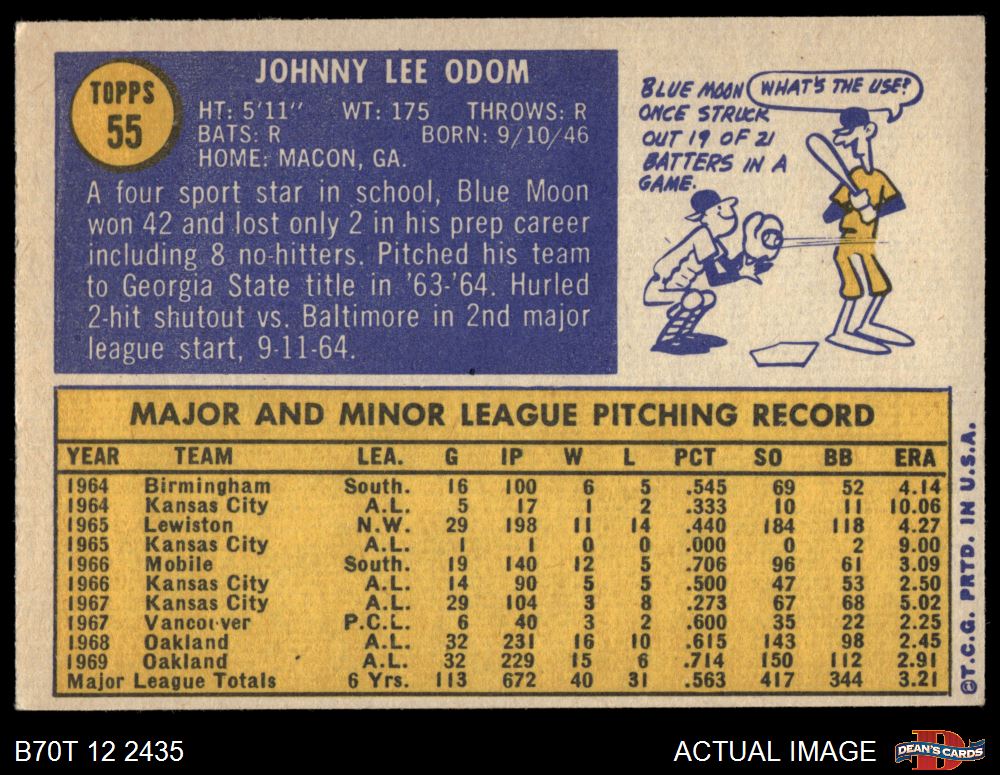 TOPPS
55
JOHNNY LEE ODOM
HT: 5'11" WT: 175 THROWS: R
BATS: R BORN: 9/10/46
HOME: MACON, GA.
A four sport star in school, Blue Moon
won 42 and lost only 2 in his prep career
including 8 no-hitters. Pitched his team
to Georgia State title in '63-'64. Hurled
2-hit shutout vs. Baltimore in 2nd major
league start, 9-11-64.
BLUE MOON
ONCE STRUCK
OUT 19 OF 21
BATTERS IN A
GAME.
WHAT'S THE USE?
MAJOR AND MINOR LEAGUE PITCHING RECORD
YEAR TEAM LEA. G IP W L PCT SO BB ERA
1964 Birmingham South. 16 100 6 5 .545 69 52 4.14
1964 Kansas City A.L. 5 17 1 2 .333 10 11 10.06
1965 Lewiston N.W. 29 198 11 14 .440 184 118 4.27
1965 Kansas City A.L. 1 1 0 0 .000 0 2 9.00
1966 Mobile South. 19 140 12 5 .706 96 61 3.09
1966 Kansas City A.L. 14 90 5 5 .500 47 53 2.50
1967 Kansas City A.L. 29 104 3 8 .273 67 68 5.02
1967 Vancouver P.C.L. 6 40 3 2 .600 35 22 2.25
1968 Oakland A.L. 32 231 16 10 .615 143 98 2.45
1969 Oakland A.L. 32 229 15 6 .714 150 112 2.91
Major League Totals 6 Yrs. 113 672 40 31 .563 417 344 3.21
©T.C.G. PRTD. IN U.S.A.
B70T 12 2435
ACTUAL IMAGE
DEAN'S CARDS